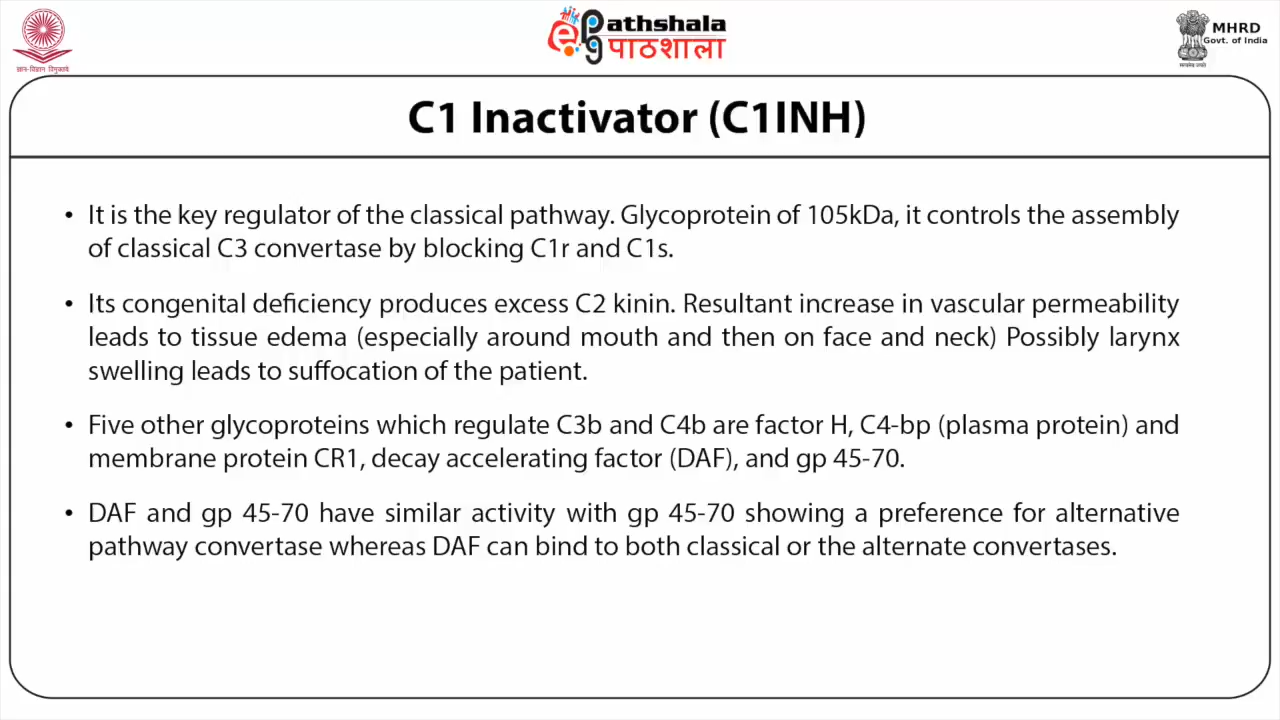 ज्ञान-विज्ञान विमुक्तये
ePathshala
पाठशाला
MHRD
Govt. of India
सत्यमेव जयते
C1 Inactivator (C1INH)
• It is the key regulator of the classical pathway. Glycoprotein of 105kDa, it controls the assembly
of classical C3 convertase by blocking C1r and C1s.
• Its congenital deficiency produces excess C2 kinin. Resultant increase in vascular permeability
leads to tissue edema (especially around mouth and then on face and neck) Possibly larynx
swelling leads to suffocation of the patient.
• Five other glycoproteins which regulate C3b and C4b are factor H, C4-bp (plasma protein) and
membrane protein CR1, decay accelerating factor (DAF), and gp 45-70.
• DAF and gp 45-70 have similar activity with gp 45-70 showing a preference for alternative
pathway convertase whereas DAF can bind to both classical or the alternate convertases.